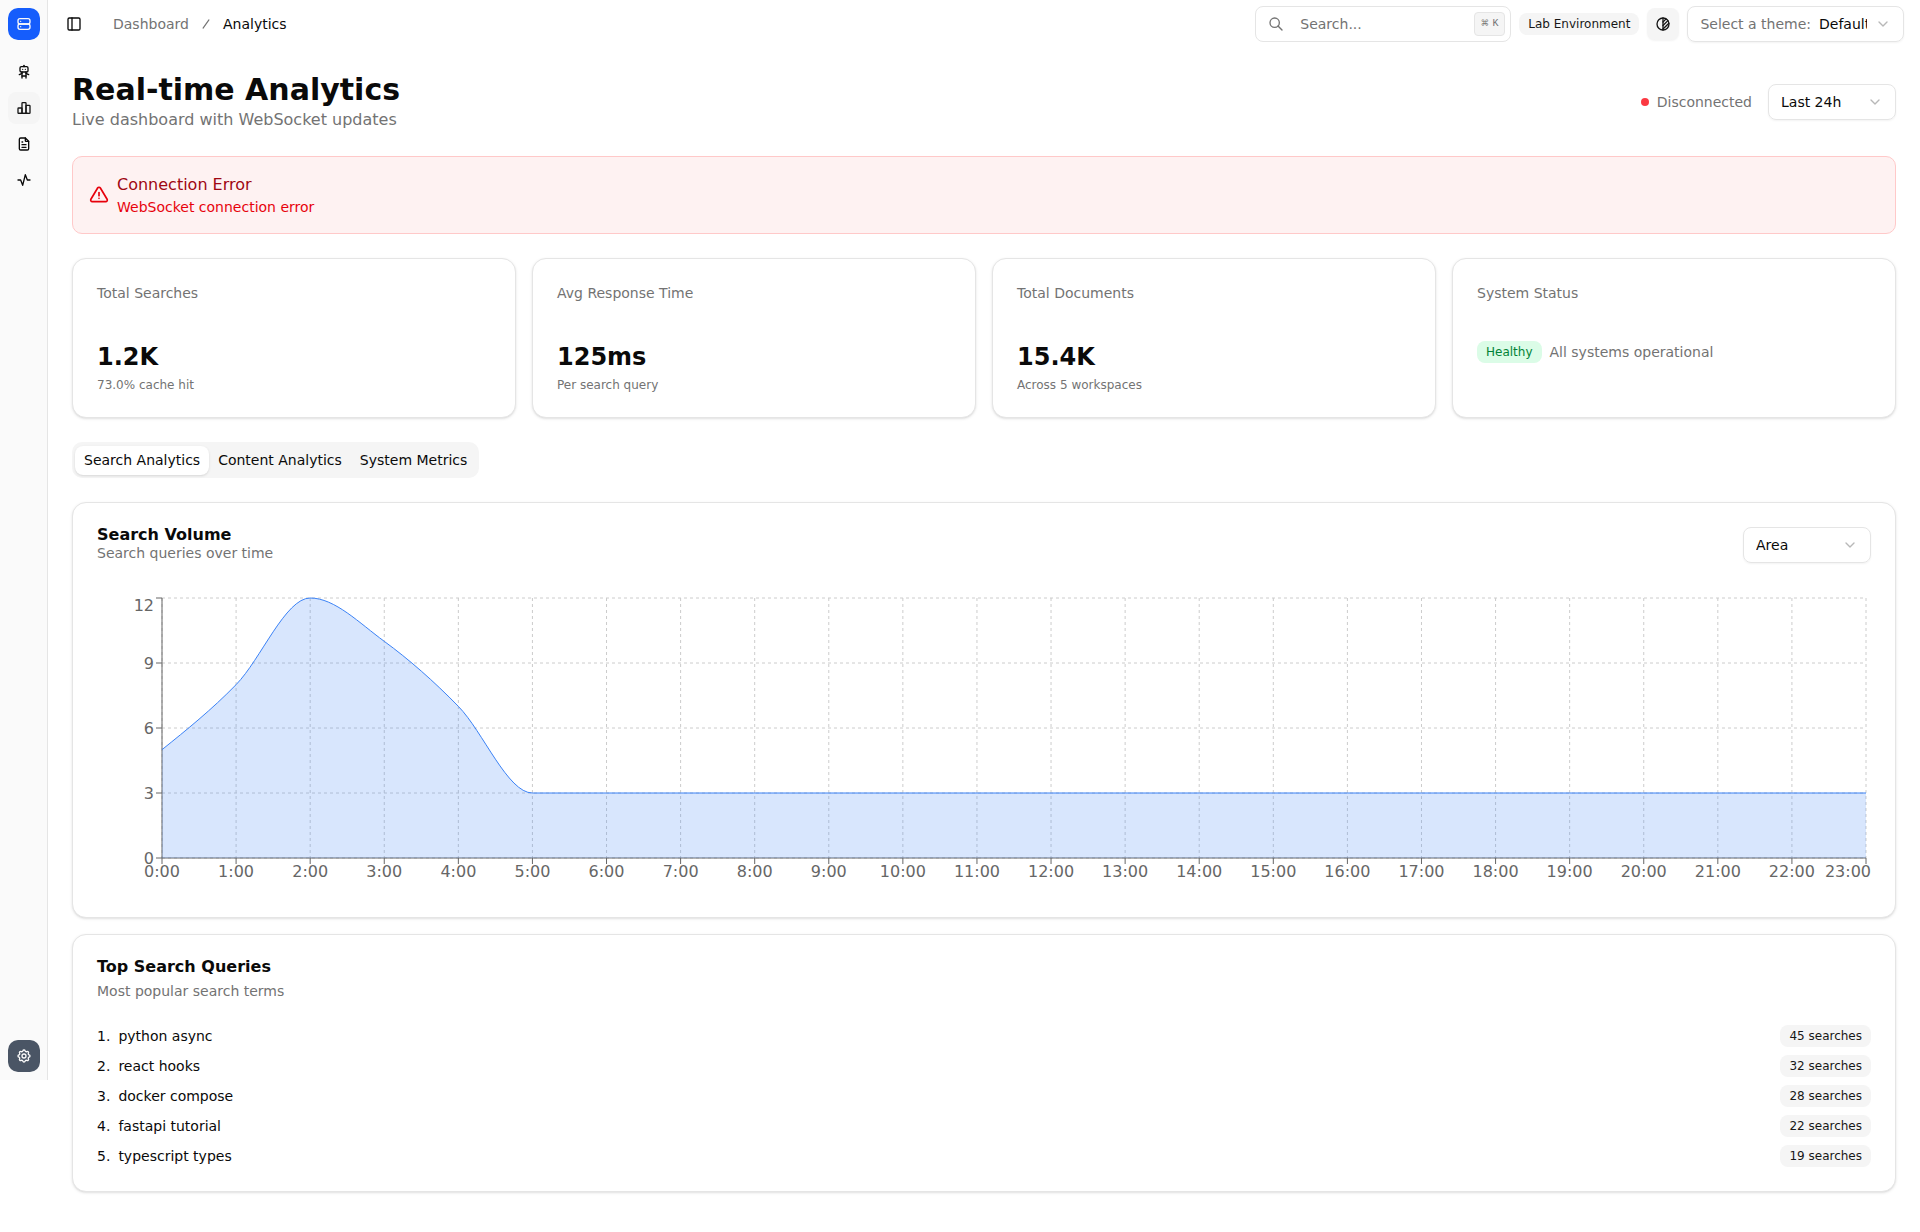 Dashboard / Analytics
Search... ⌘ K Lab Environment Select a theme: Default
Real-time Analytics
Live dashboard with WebSocket updates
Disconnected Last 24h
Connection Error
WebSocket connection error
Total Searches
1.2K
73.0% cache hit
Avg Response Time
125ms
Per search query
Total Documents
15.4K
Across 5 workspaces
System Status
Healthy All systems operational
Search Analytics Content Analytics System Metrics
Search Volume
Search queries over time
Area
12
9
6
3
0
0:00 1:00 2:00 3:00 4:00 5:00 6:00 7:00 8:00 9:00 10:00 11:00 12:00 13:00 14:00 15:00 16:00 17:00 18:00 19:00 20:00 21:00 22:00 23:00
Top Search Queries
Most popular search terms
1. python async 45 searches
2. react hooks 32 searches
3. docker compose 28 searches
4. fastapi tutorial 22 searches
5. typescript types 19 searches